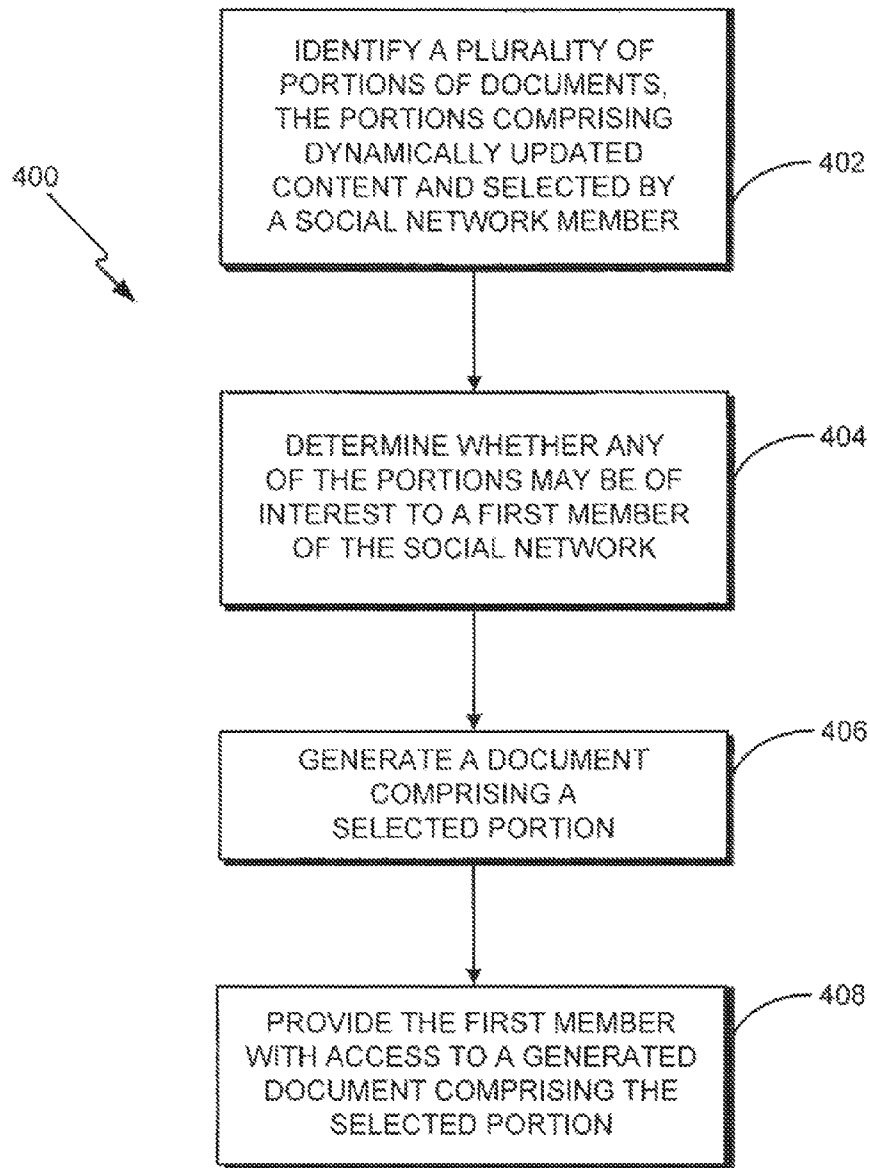 400
IDENTIFY A PLURALITY OF
PORTIONS OF DOCUMENTS,
THE PORTIONS COMPRISING
DYNAMICALLY UPDATED
CONTENT AND SELECTED BY
A SOCIAL NETWORK MEMBER
402
DETERMINE WHETHER ANY
OF THE PORTIONS MAY BE OF
INTEREST TO A FIRST MEMBER
OF THE SOCIAL NETWORK
404
GENERATE A DOCUMENT
COMPRISING A
SELECTED PORTION
406
PROVIDE THE FIRST MEMBER
WITH ACCESS TO A GENERATED
DOCUMENT COMPRISING THE
SELECTED PORTION
408